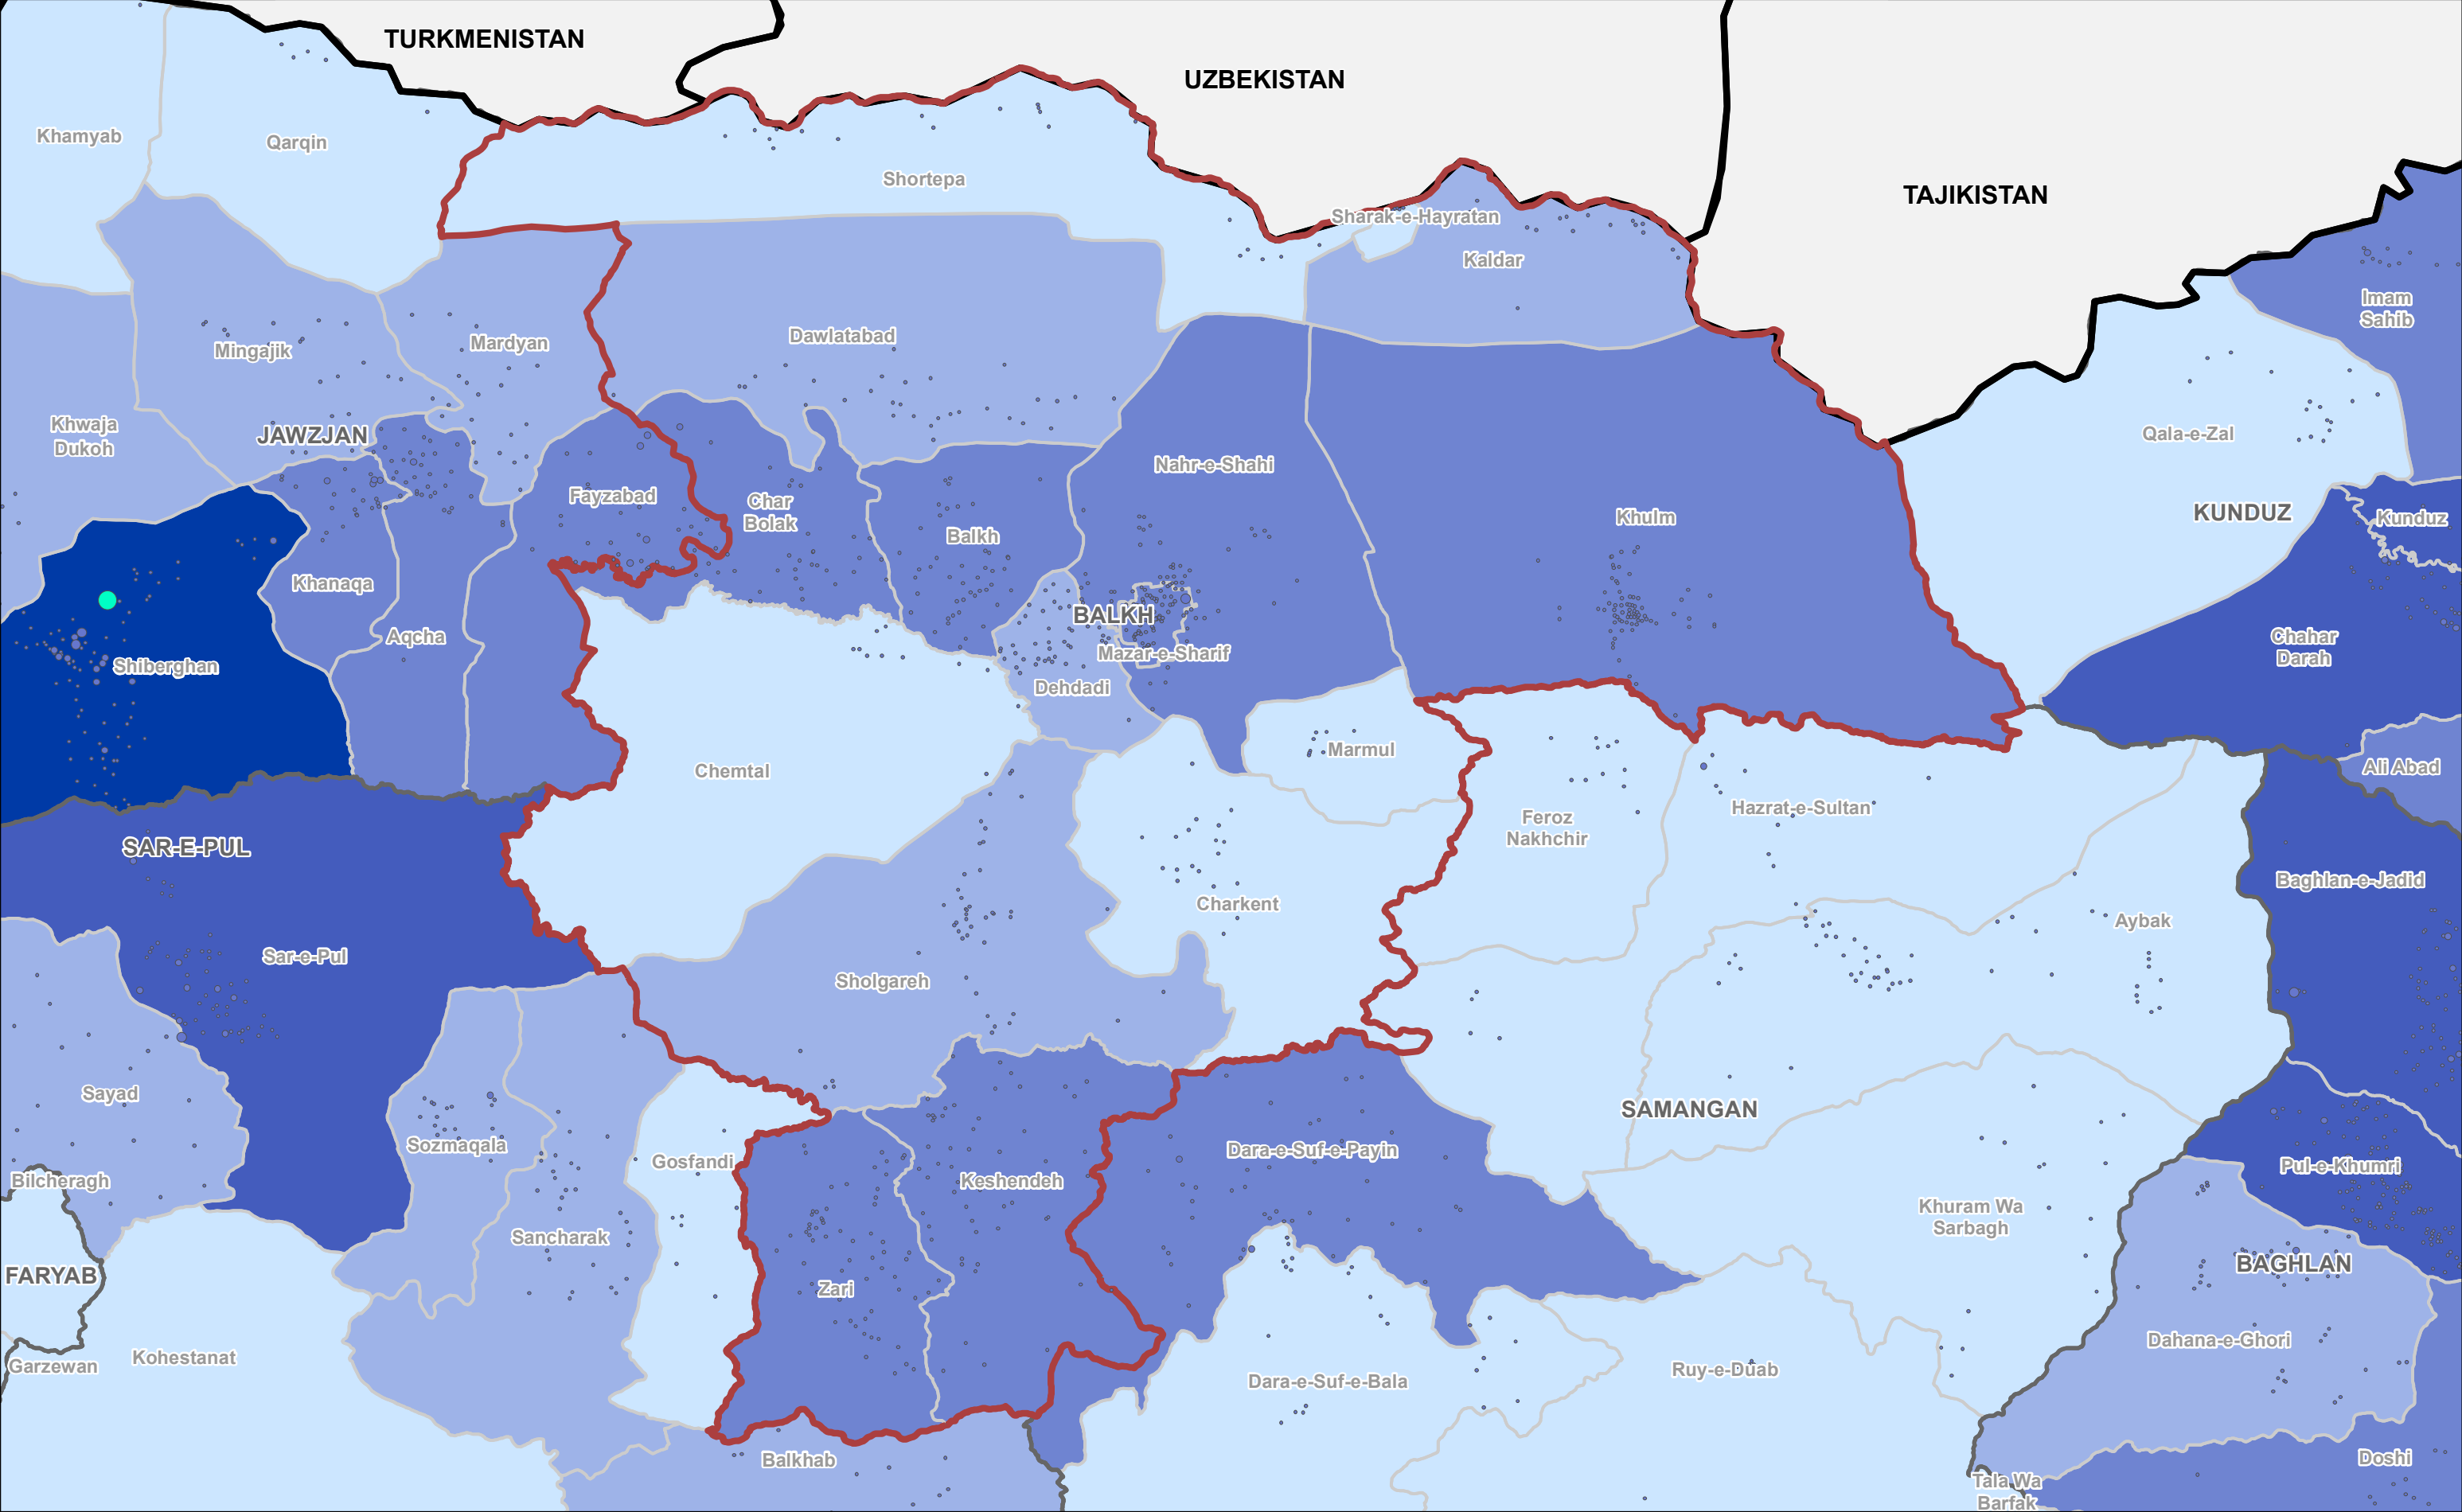 TURKMENISTAN
UZBEKISTAN
TAJIKISTAN
Khamyab
Qarqin
Shortepa
Sharak-e-Hayratan
Kaldar
Imam
Sahib
Mingajik
Mardyan
Dawlatabad
Khwaja
Dukoh
JAWZJAN
Qala-e-Zal
Nahr-e-Shahi
Fayzabad
Char
Bolak
Balkh
Khulm
KUNDUZ
Kunduz
Khanaqa
Aqcha
BALKH
Mazar-e-Sharif
Chahar
Darah
Shiberghan
Dehdadi
Marmul
Chemtal
Ali Abad
Feroz
Nakhchir
Hazrat-e-Sultan
SAR-E-PUL
Baghlan-e-Jadid
Charkent
Aybak
Sar-e-Pul
Sholgareh
Sayad
SAMANGAN
Sozmaqala
Gosfandi
Dara-e-Suf-e-Payin
Pul-e-Khumri
Bilcheragh
Keshendeh
Khuram Wa
Sarbagh
Sancharak
FARYAB
Zari
BAGHLAN
Garzewan
Kohestanat
Dara-e-Suf-e-Bala
Ruy-e-Duab
Dahana-e-Ghori
Balkhab
Doshi
Tala Wa
Barfak